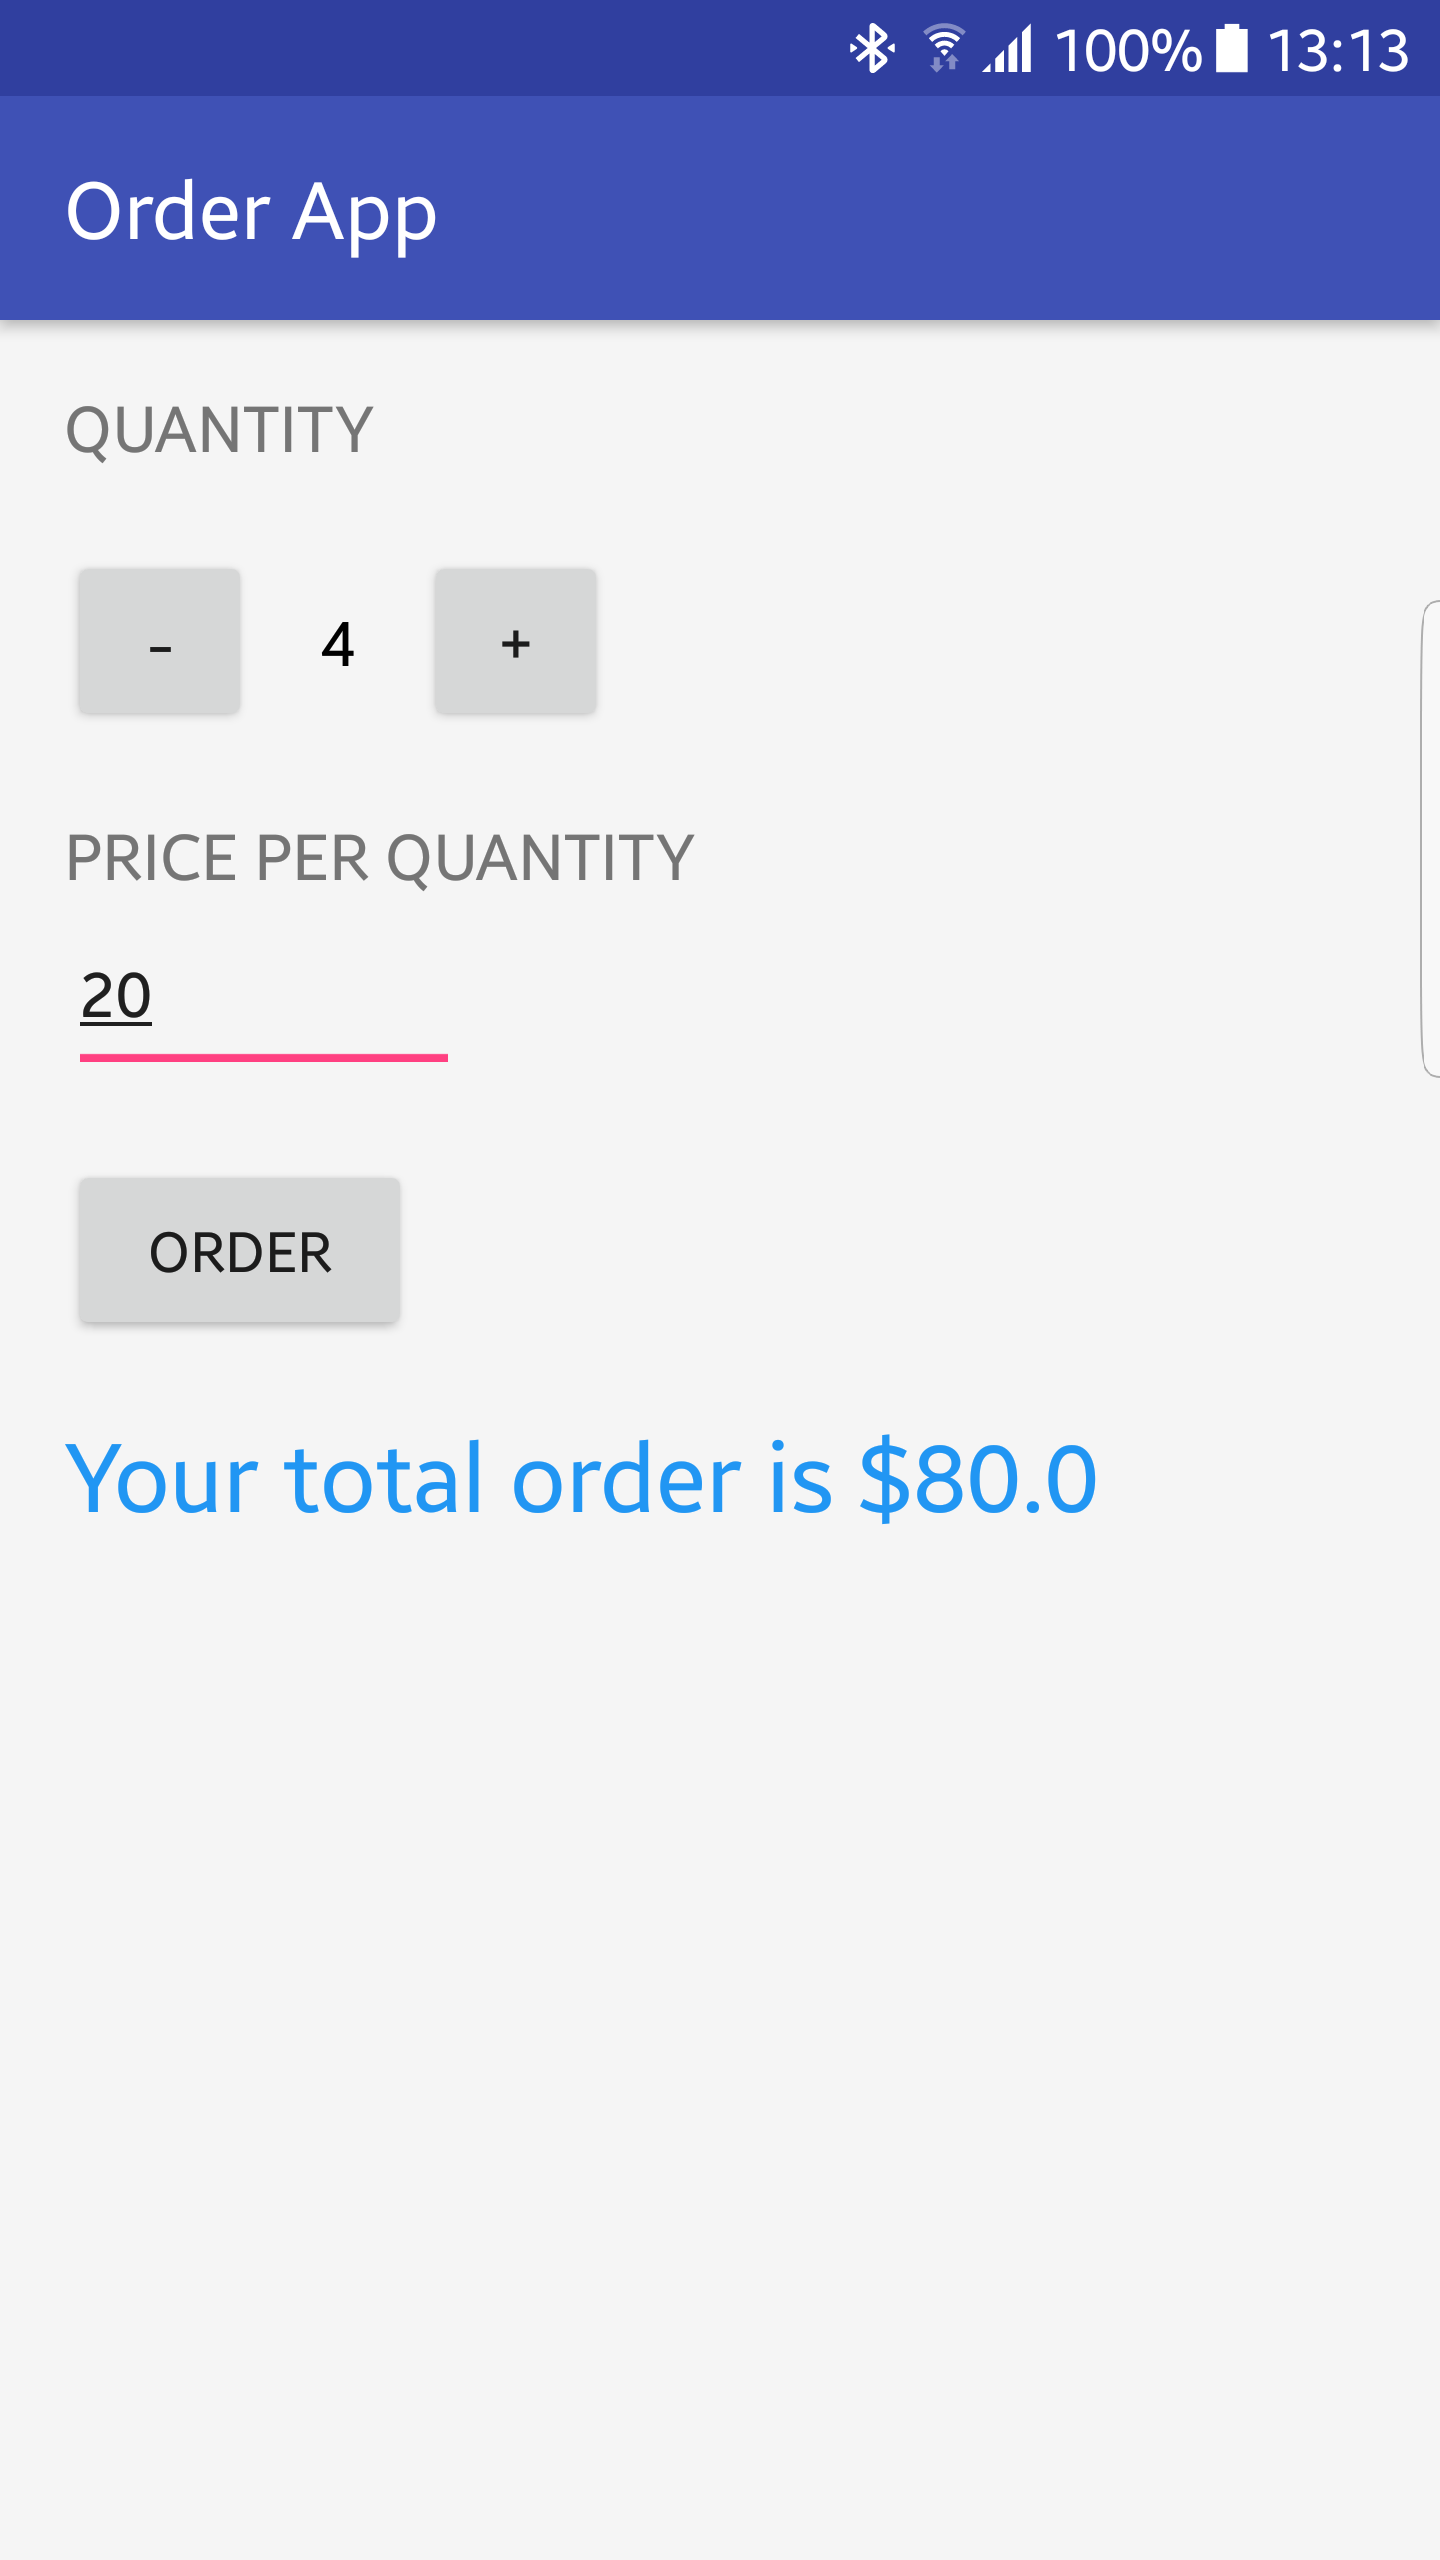 100% 13:13
Order App
QUANTITY
- 4 +
PRICE PER QUANTITY
20
ORDER
Your total order is $80.0